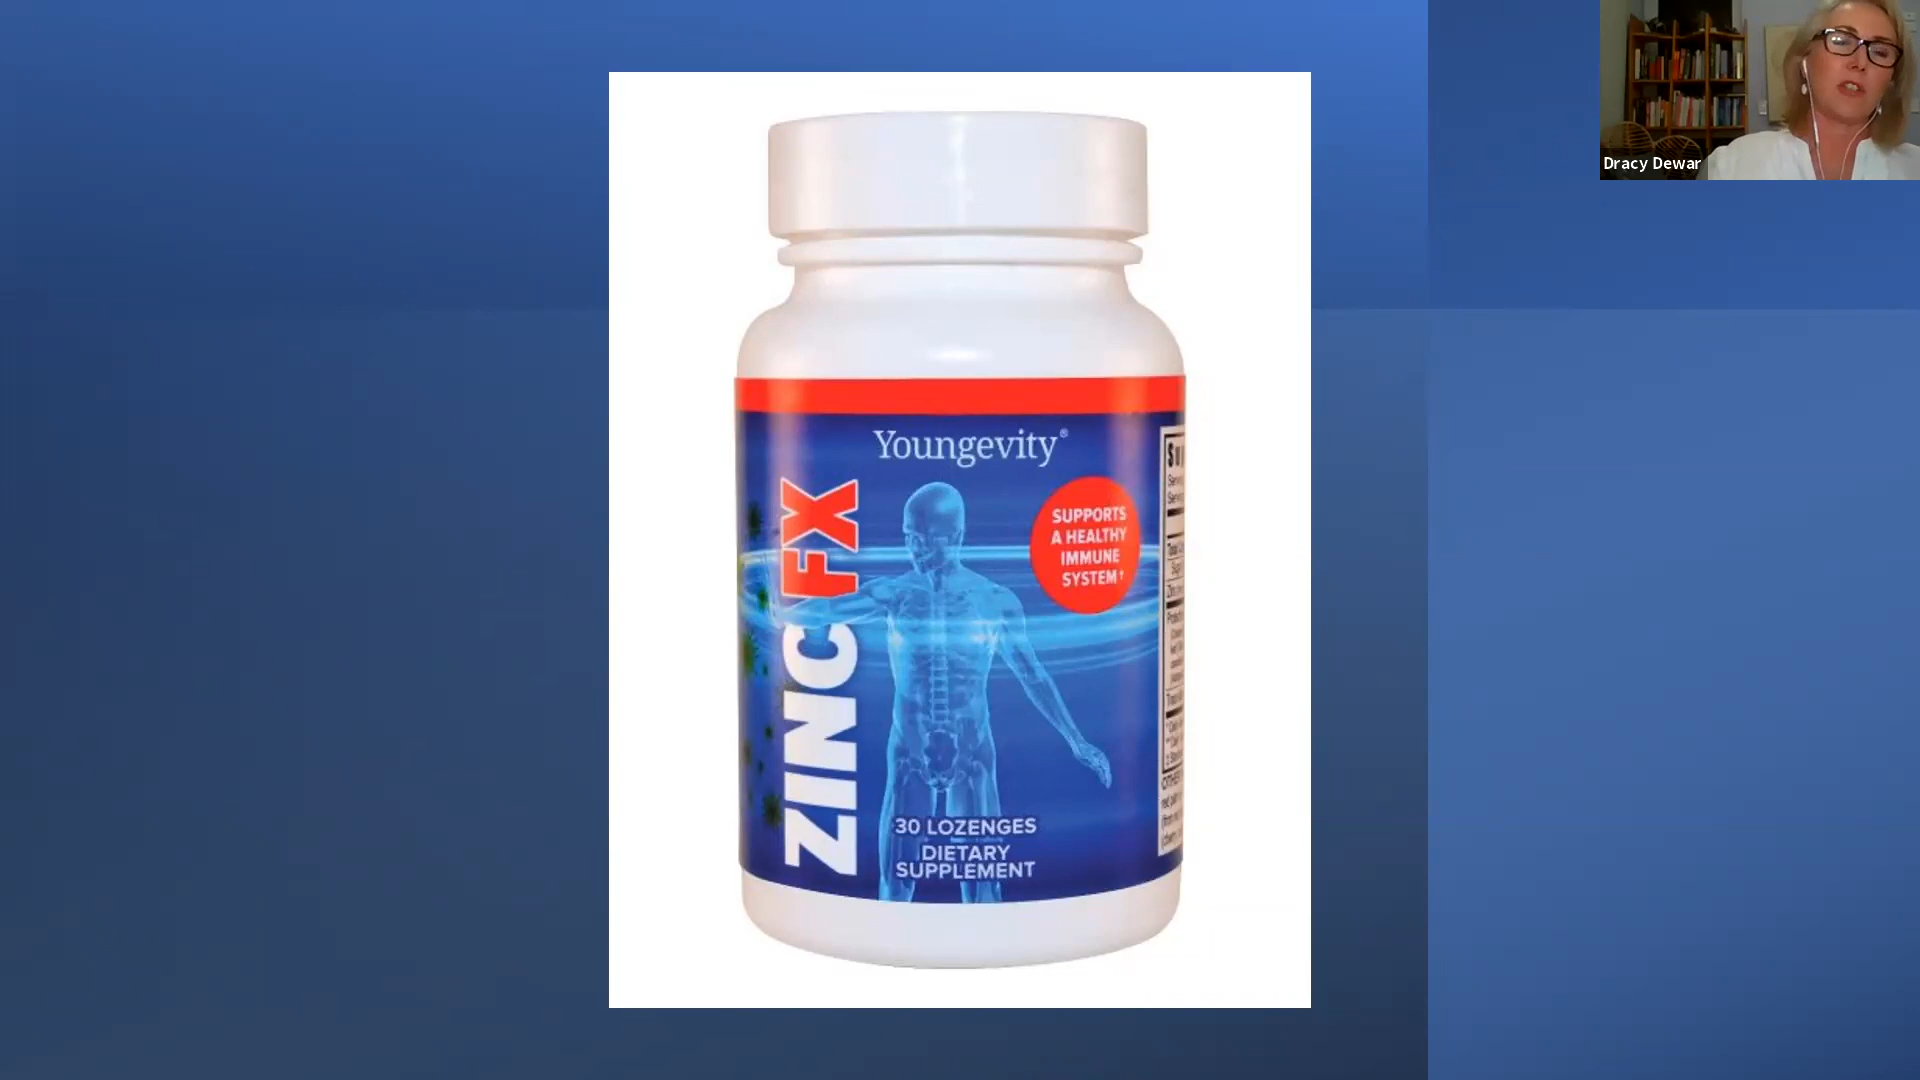 Youngevity®
ZINC FX
SUPPORTS
A HEALTHY
IMMUNE
SYSTEM†
30 LOZENGES
DIETARY
SUPPLEMENT
Dracy Dewar